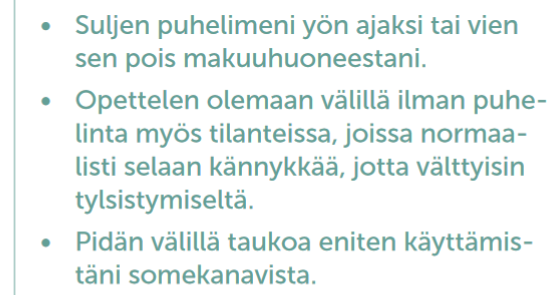 • Suljen puhelimeni yön ajaksi tai vien
sen pois makuuhuoneestani.
• Opettelen olemaan välillä ilman puhe-
linta myös tilanteissa, joissa normaa-
listi selaan kännykkää, jotta välttyisin
tylsistymiseltä.
• Pidän välillä taukoa eniten käyttämis-
täni somekanavista.